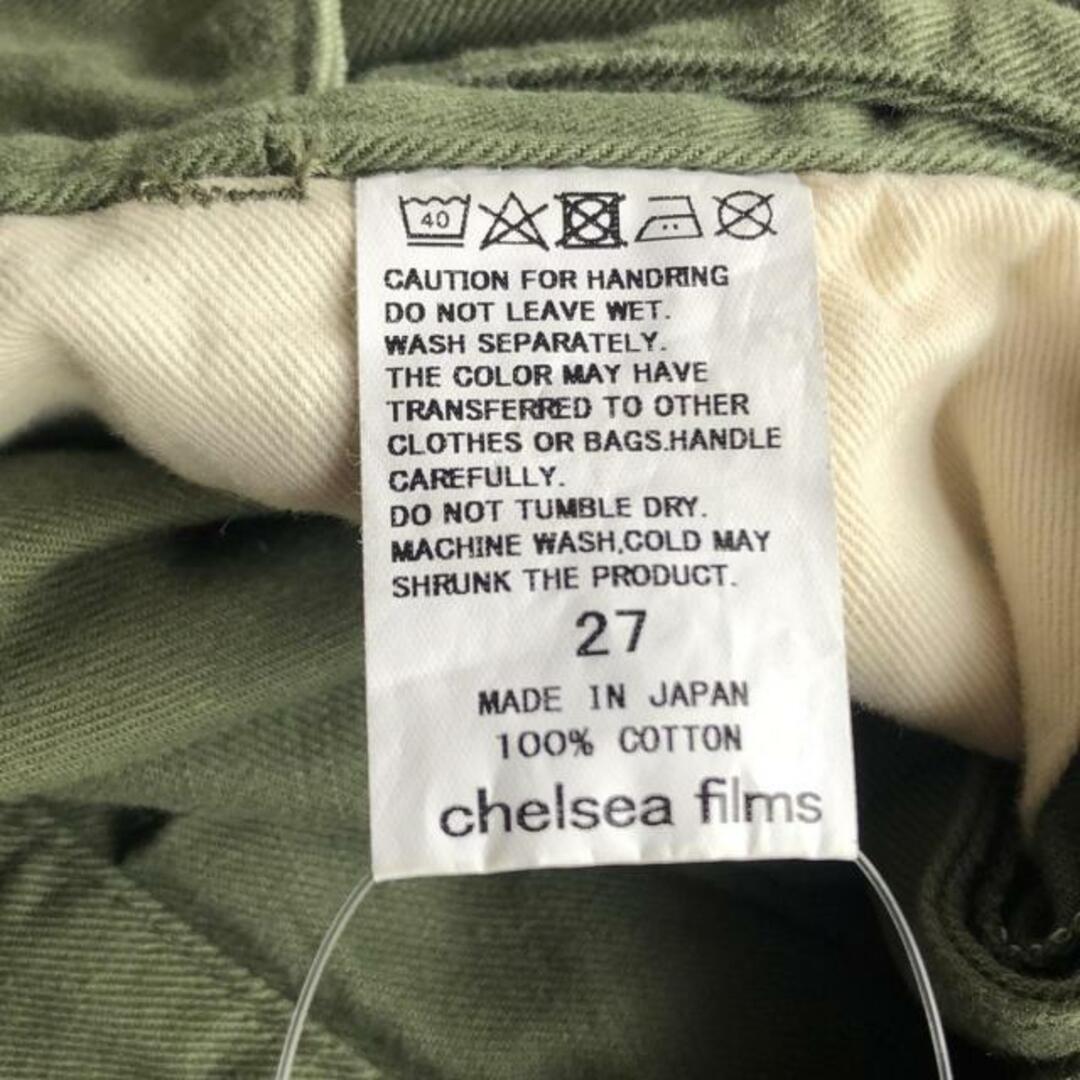 40
CAUTION FOR HANDRING
DO NOT LEAVE WET.
WASH SEPARATELY.
THE COLOR MAY HAVE
TRANSFERRED TO OTHER
CLOTHES OR BAGS.HANDLE
CAREFULLY.
DO NOT TUMBLE DRY.
MACHINE WASH,COLD MAY
SHRUNK THE PRODUCT.
27
MADE IN JAPAN
100% COTTON
chelsea films